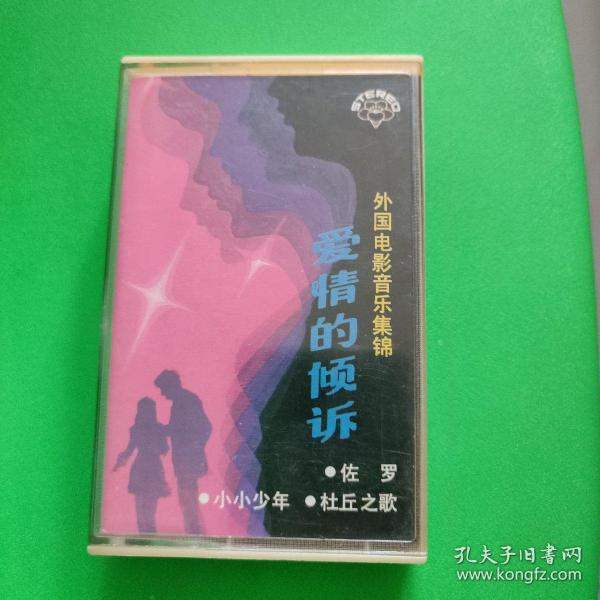 STEREO
外国电影音乐集锦
爱情的倾诉
●佐 罗
●小小少年 ●杜丘之歌
孔夫子旧书网
www.kongfz.com